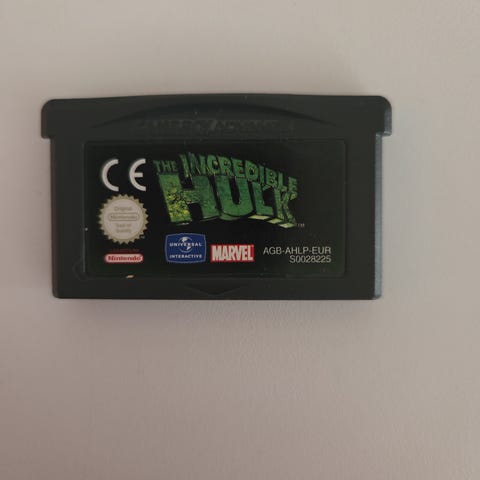 GAME BOY ADVANCE
CE
THE INCREDIBLE
HULK
TM
Original
Nintendo
Seal of
Quality
Nintendo
UNIVERSAL
INTERACTIVE
MARVEL
AGB-AHLP-EUR
S0028225